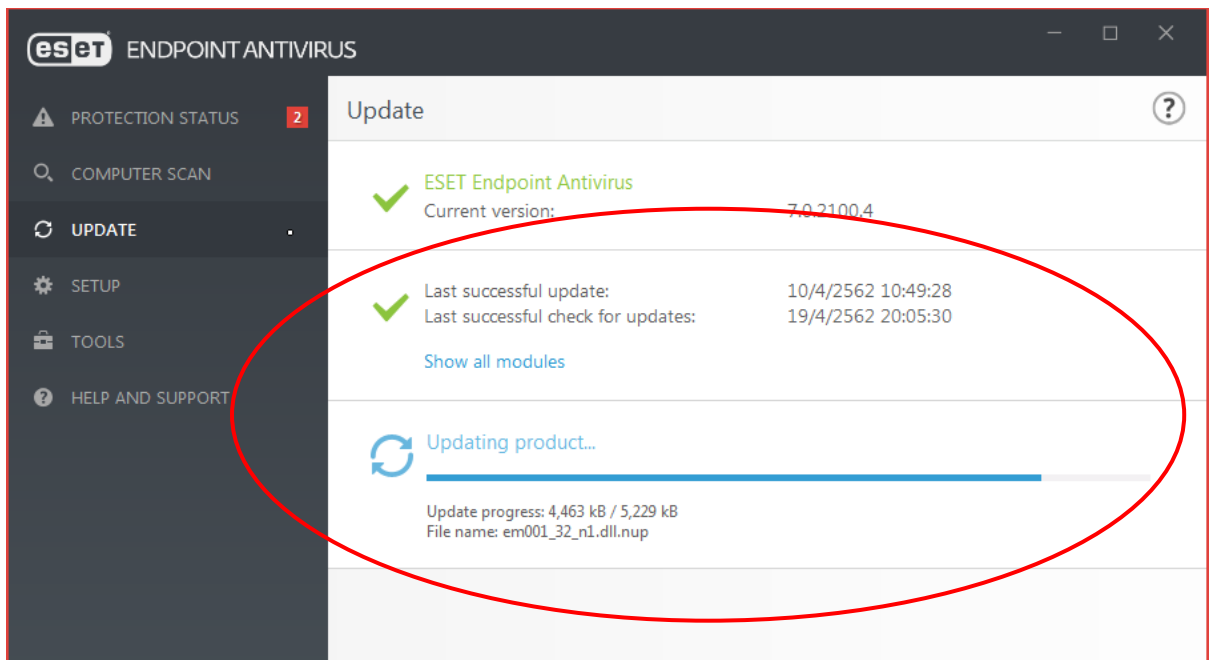 eset ENDPOINT ANTIVIRUS
PROTECTION STATUS 2
COMPUTER SCAN
UPDATE
SETUP
TOOLS
HELP AND SUPPORT
Update ?
ESET Endpoint Antivirus
Current version: 7.0.2100.4
Last successful update: 10/4/2562 10:49:28
Last successful check for updates: 19/4/2562 20:05:30
Show all modules
Updating product...
Update progress: 4,463 kB / 5,229 kB
File name: em001_32_n1.dll.nup